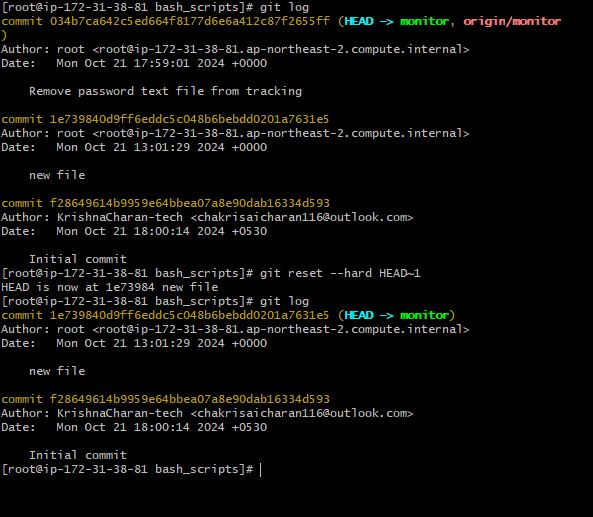 [root@ip-172-31-38-81 bash_scripts]# git log
commit 034b7ca642c5ed664f8177d6e6a412c87f2655ff (HEAD -> monitor, origin/monitor
)
Author: root <root@ip-172-31-38-81.ap-northeast-2.compute.internal>
Date:   Mon Oct 21 17:59:01 2024 +0000

    Remove password text file from tracking

commit 1e739840d9ff6eddc5c048b6bebdd0201a7631e5
Author: root <root@ip-172-31-38-81.ap-northeast-2.compute.internal>
Date:   Mon Oct 21 13:01:29 2024 +0000

    new file

commit f28649614b9959e64bbea07a8e90dab16334d593
Author: KrishnaCharan-tech <chakrisaicharan116@outlook.com>
Date:   Mon Oct 21 18:00:14 2024 +0530

    Initial commit
[root@ip-172-31-38-81 bash_scripts]# git reset --hard HEAD~1
HEAD is now at 1e73984 new file
[root@ip-172-31-38-81 bash_scripts]# git log
commit 1e739840d9ff6eddc5c048b6bebdd0201a7631e5 (HEAD -> monitor)
Author: root <root@ip-172-31-38-81.ap-northeast-2.compute.internal>
Date:   Mon Oct 21 13:01:29 2024 +0000

    new file

commit f28649614b9959e64bbea07a8e90dab16334d593
Author: KrishnaCharan-tech <chakrisaicharan116@outlook.com>
Date:   Mon Oct 21 18:00:14 2024 +0530

    Initial commit
[root@ip-172-31-38-81 bash_scripts]#